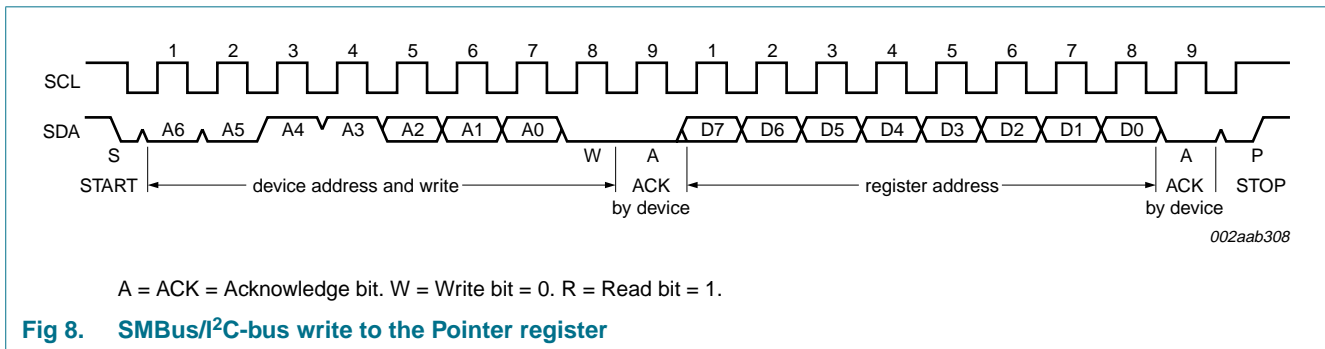 1 2 3 4 5 6 7 8 9 1 2 3 4 5 6 7 8 9
SCL
SDA A6 A5 A4 A3 A2 A1 A0 D7 D6 D5 D4 D3 D2 D1 D0
S W A A P
START device address and write ACK register address ACK STOP
by device by device
002aab308
A = ACK = Acknowledge bit. W = Write bit = 0. R = Read bit = 1.
Fig 8. SMBus/I²C-bus write to the Pointer register